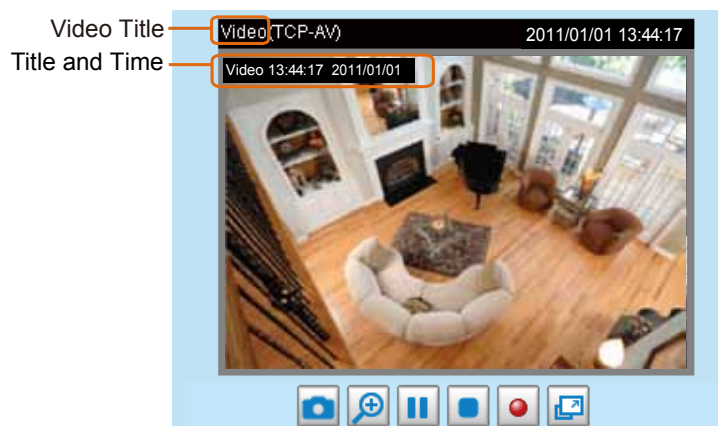 Video Title
Video(TCP-AV) 2011/01/01 13:44:17
Title and Time
Video 13:44:17 2011/01/01